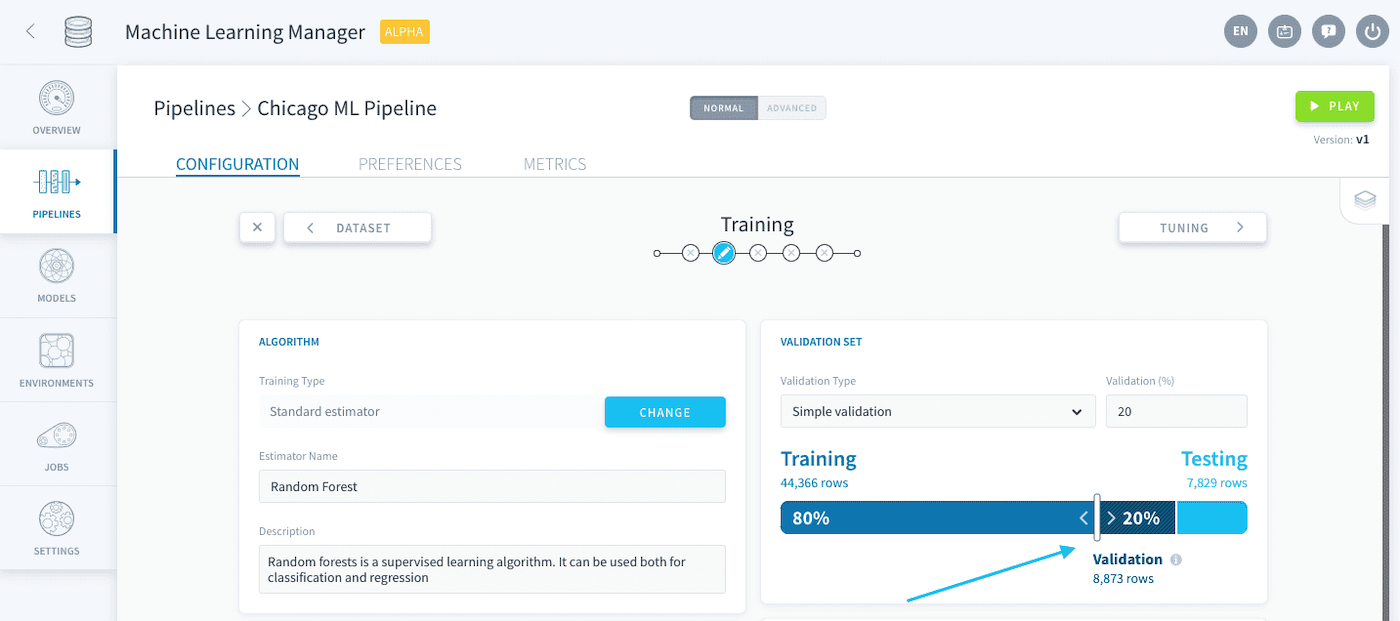 Machine Learning Manager ALPHA
EN
OVERVIEW
PIPELINES
MODELS
ENVIRONMENTS
JOBS
SETTINGS
Pipelines > Chicago ML Pipeline
NORMAL ADVANCED
PLAY
Version: v1
CONFIGURATION PREFERENCES METRICS
DATASET
Training
TUNING
ALGORITHM
Training Type
Standard estimator CHANGE
Estimator Name
Random Forest
Description
Random forests is a supervised learning algorithm. It can be used both for
classification and regression
VALIDATION SET
Validation Type Validation (%)
Simple validation 20
Training Testing
44,366 rows 7,829 rows
80% 20%
Validation
8,873 rows